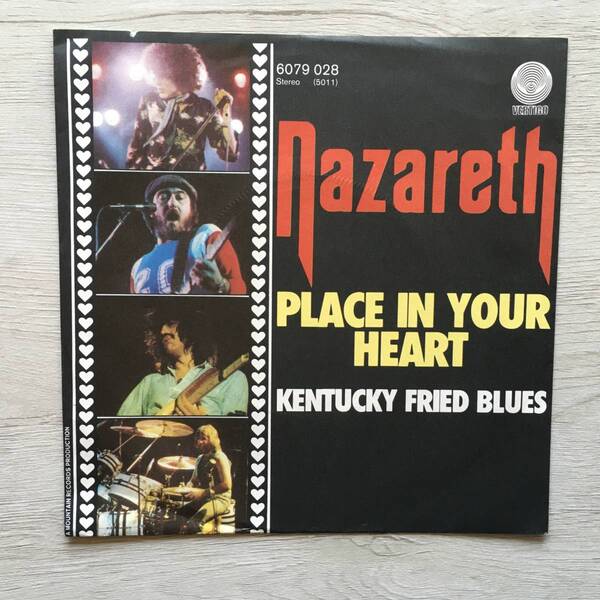 6079 028
Stereo (5011)
VERTIGO
nazareth
PLACE IN YOUR
HEART
KENTUCKY FRIED BLUES
A MOUNTAIN RECORDS PRODUCTION